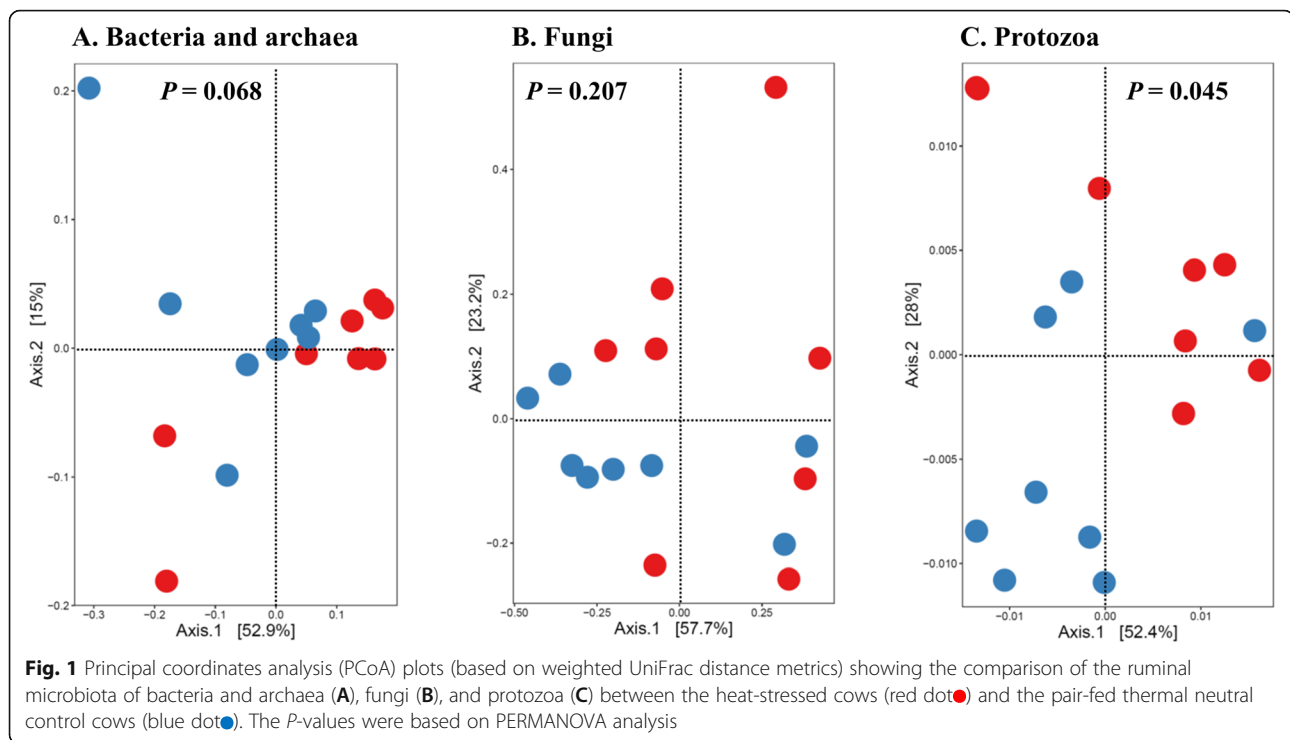 A. Bacteria and archaea
P = 0.068
0.2
0.1
0.0
−0.1
−0.2
Axis.2 [15%]
−0.3 −0.2 −0.1 0.0 0.1
Axis.1 [52.9%]
B. Fungi
P = 0.207
0.4
0.2
0.0
−0.2
Axis.2 [23.2%]
−0.50 −0.25 0.00 0.25
Axis.1 [57.7%]
C. Protozoa
P = 0.045
0.010
0.005
0.000
−0.005
−0.010
Axis.2 [28%]
−0.01 0.00 0.01
Axis.1 [52.4%]
Fig. 1 Principal coordinates analysis (PCoA) plots (based on weighted UniFrac distance metrics) showing the comparison of the ruminal
microbiota of bacteria and archaea (A), fungi (B), and protozoa (C) between the heat-stressed cows (red dot●) and the pair-fed thermal neutral
control cows (blue dot●). The P-values were based on PERMANOVA analysis